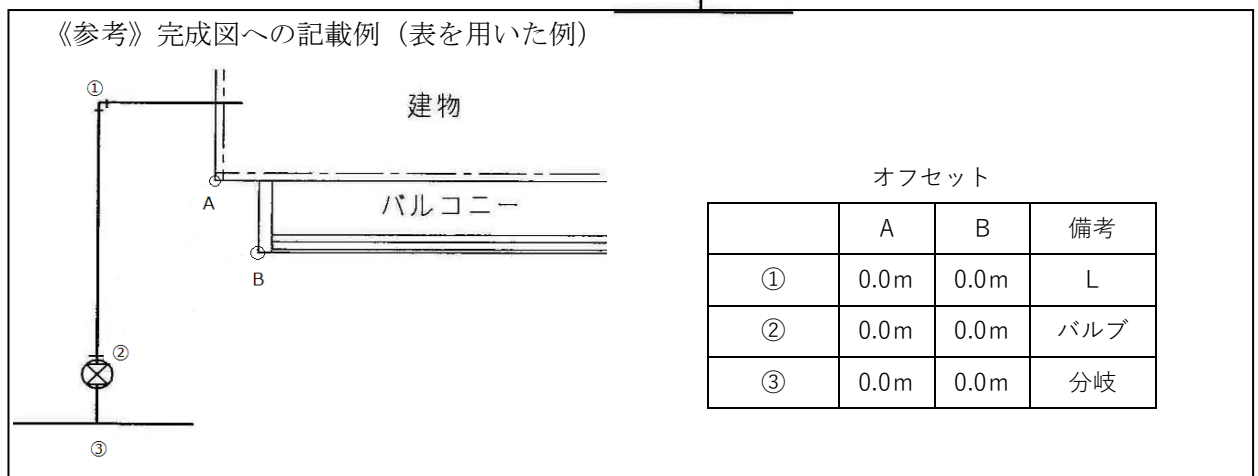 《参考》完成図への記載例（表を用いた例）
①
建物
A
バルコニー
B
②
③
オフセット
A B 備考
① 0.0m 0.0m L
② 0.0m 0.0m バルブ
③ 0.0m 0.0m 分岐